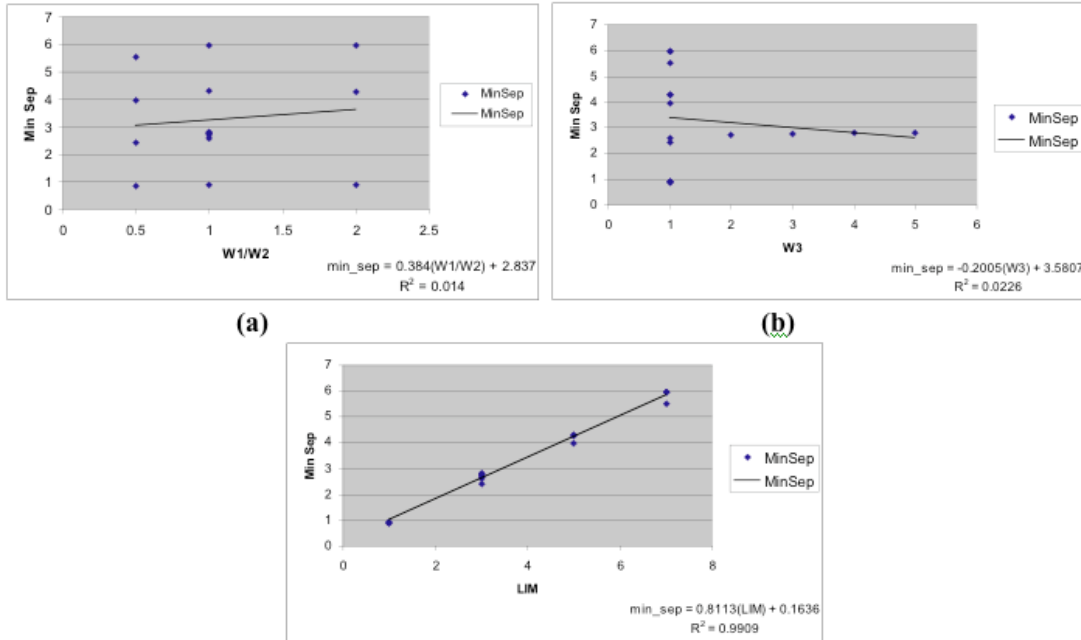 7
6
5
4
3
2
1
0
Min Sep
0 0.5 1 1.5 2 2.5
W1/W2
MinSep
MinSep
min_sep = 0.384(W1/W2) + 2.837
R² = 0.014
(a)
7
6
5
4
3
2
1
0
Min Sep
0 1 2 3 4 5 6
W3
MinSep
MinSep
min_sep = -0.2005(W3) + 3.5807
R² = 0.0226
(b)
7
6
5
4
3
2
1
0
Min Sep
0 2 4 6 8
LIM
MinSep
MinSep
min_sep = 0.8113(LIM) + 0.1636
R² = 0.9909